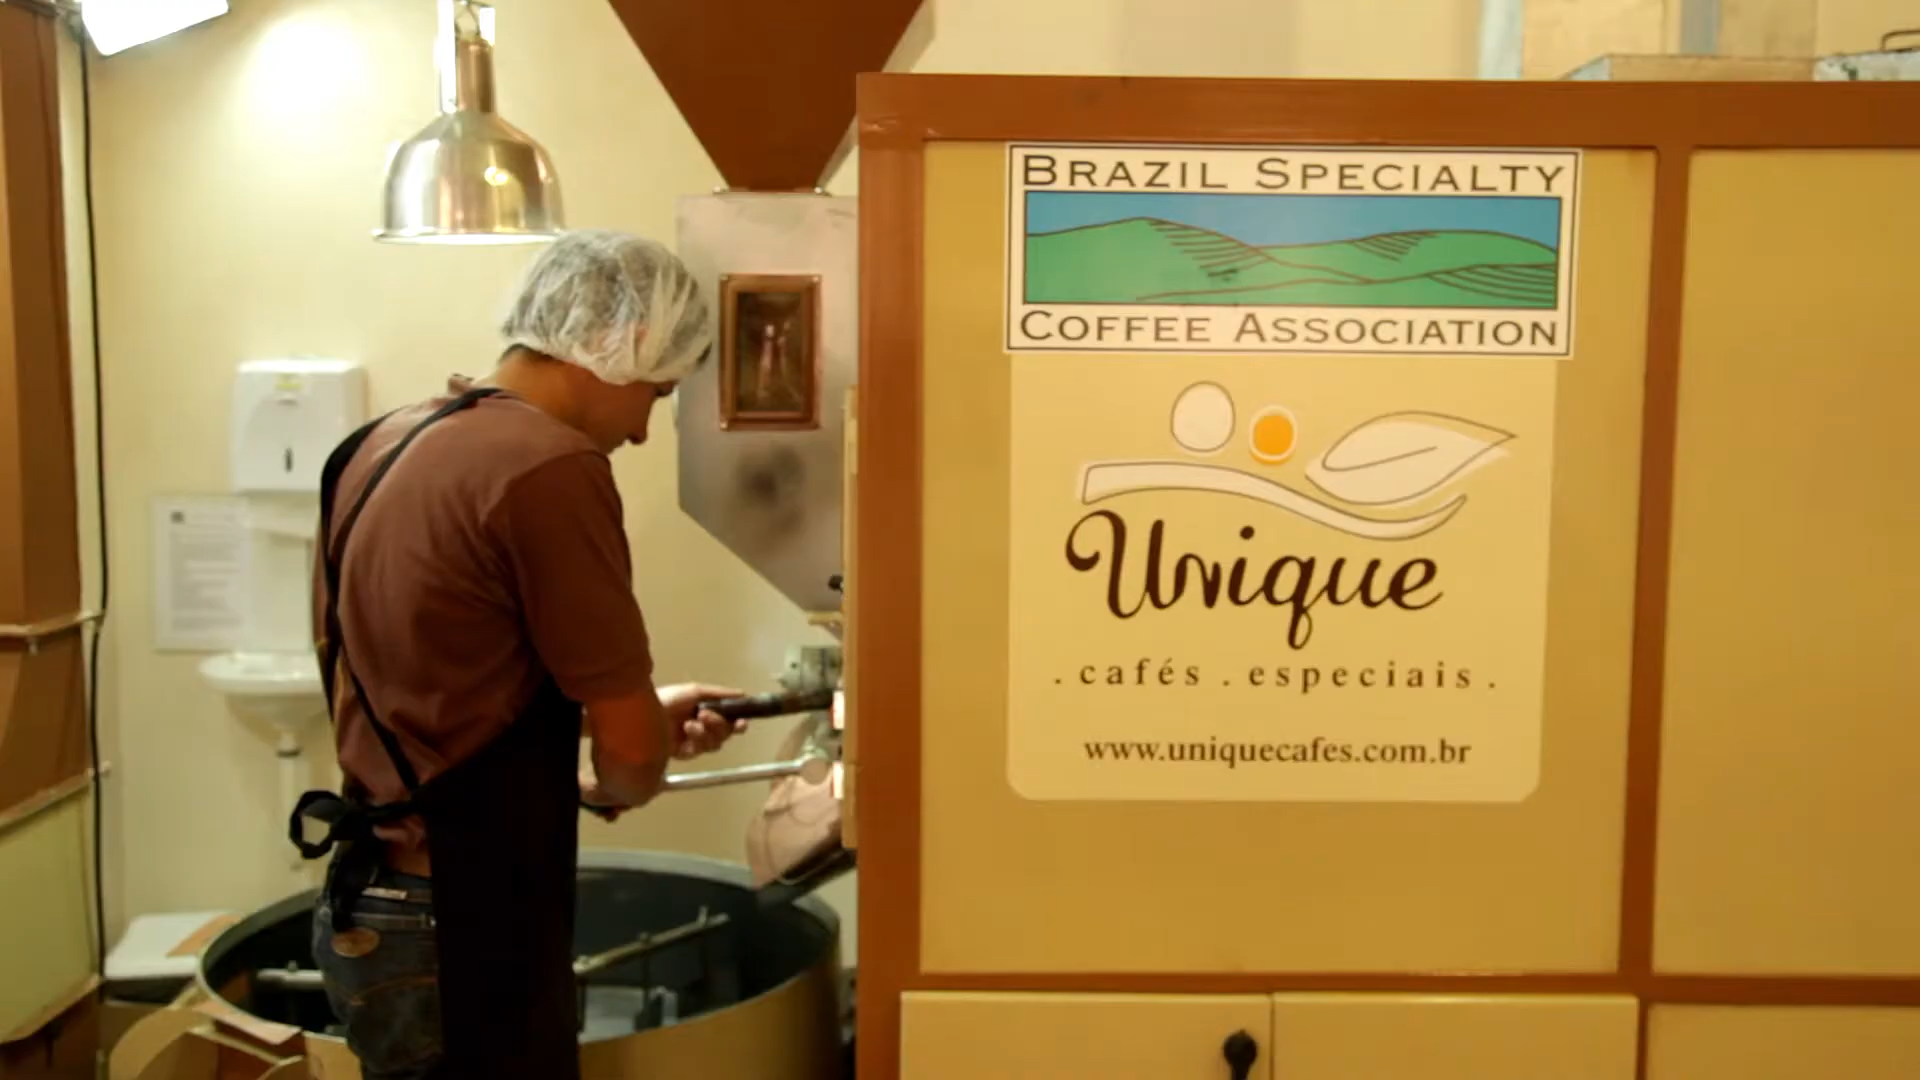 BRAZIL SPECIALTY
COFFEE ASSOCIATION
Unique
. cafés . especiais .
www.uniquecafes.com.br